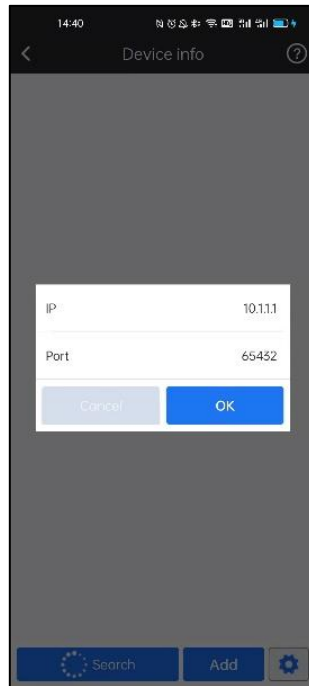 14:40
Device info
IP 10.1.1.1
Port 65432
Cancel OK
Search Add